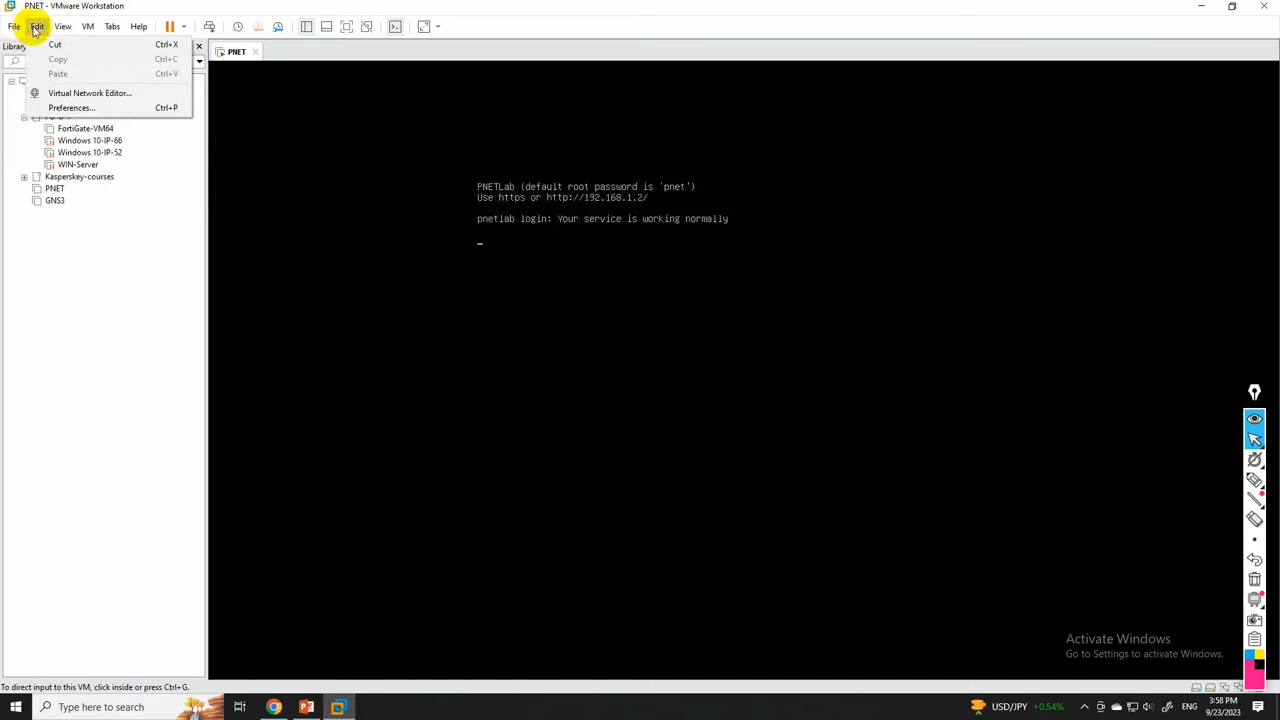 PNET - VMware Workstation
File Edit View VM Tabs Help
Library
PNET
Cut Ctrl+X
Copy Ctrl+C
Paste Ctrl+V
Virtual Network Editor...
Preferences... Ctrl+P
FortiGate-VM64
Windows 10-IP-66
Windows 10-IP-52
WIN-Server
Kasperskey-courses
PNET
GNS3
PNETLab (default root password is 'pnet')
Use https or http://192.168.1.2/
pnetlab login: Your service is working normally
Activate Windows
Go to Settings to activate Windows.
To direct input to this VM, click inside or press Ctrl+G.
Type here to search
USD/JPY +0.54%
ENG
3:58 PM
9/23/2023